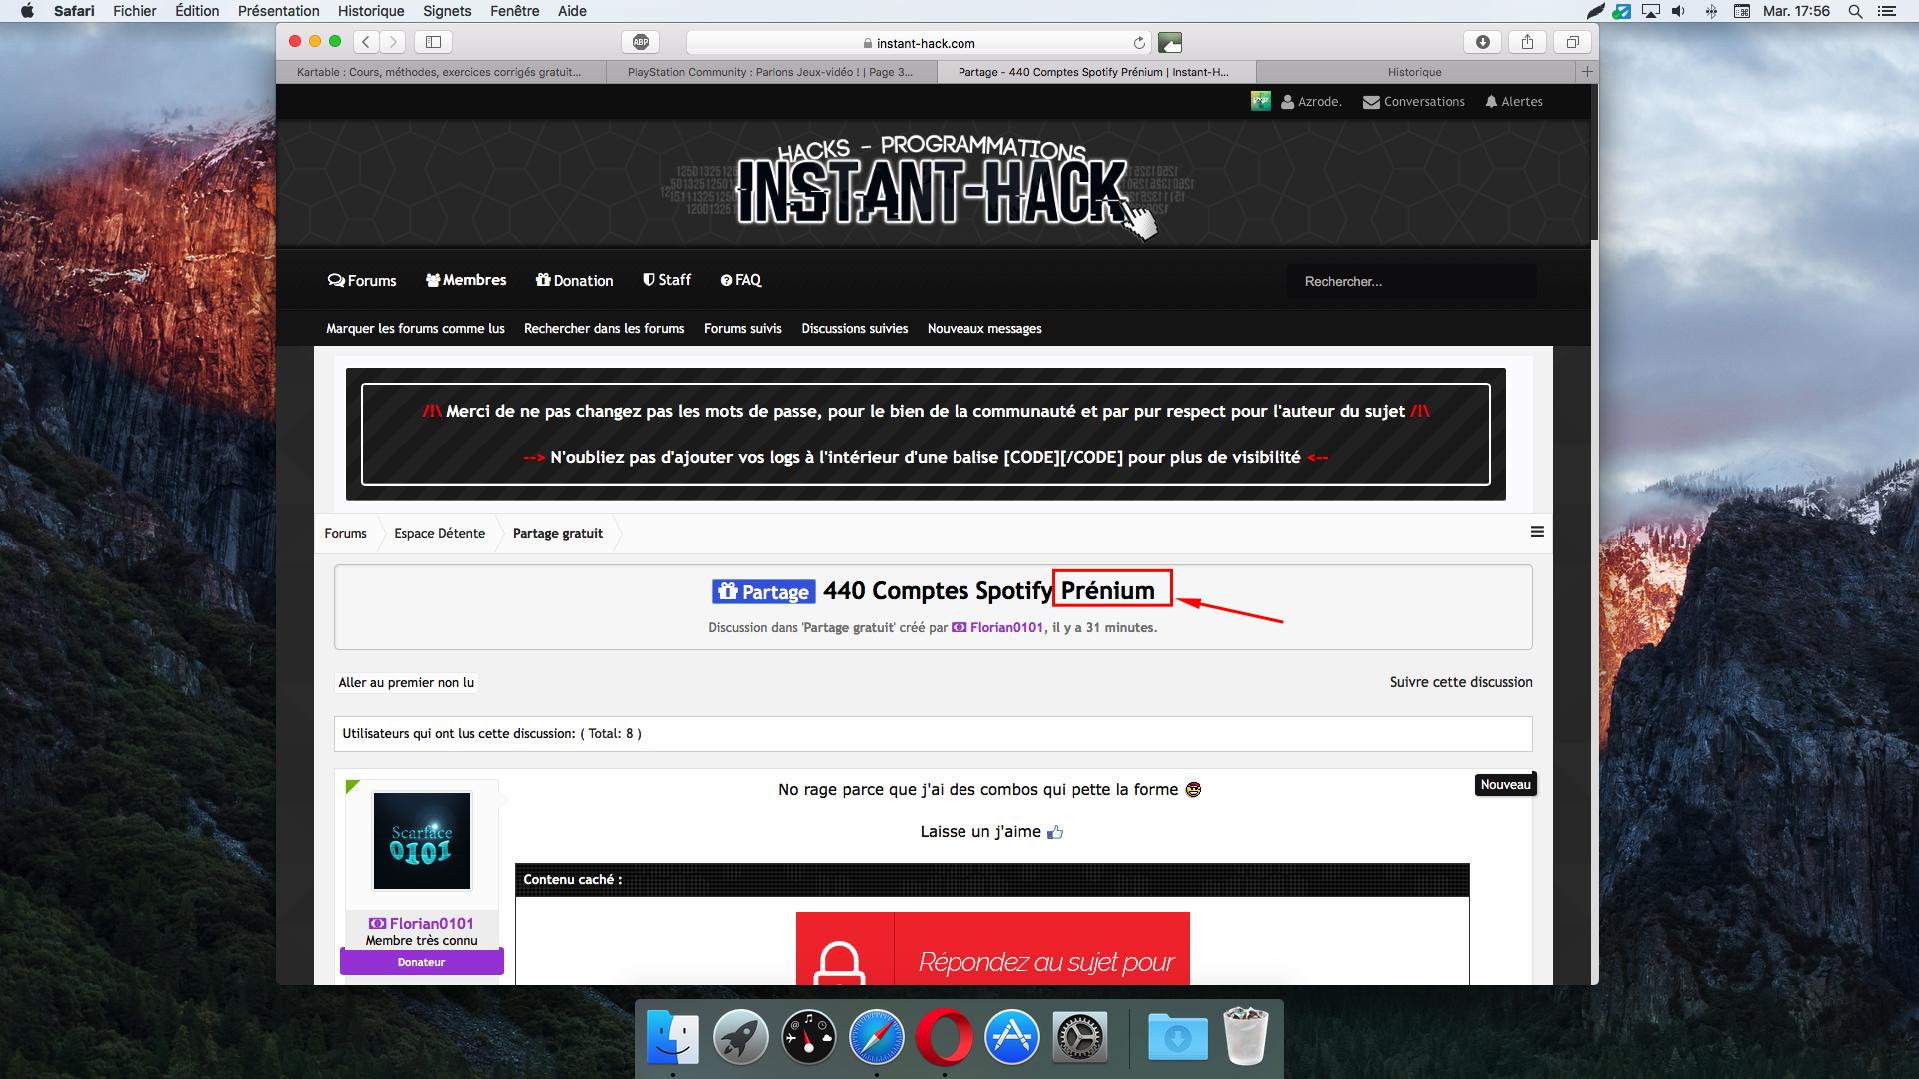 Safari Fichier Édition Présentation Historique Signets Fenêtre Aide
Mar. 17:56
ABP
instant-hack.com
Kartable : Cours, méthodes, exercices corrigés gratuit...
PlayStation Community : Parlons Jeux-vidéo ! | Page 3...
Partage - 440 Comptes Spotify Prénium | Instant-H...
Historique
Azrode. Conversations Alertes
HACKS - PROGRAMMATIONS
INSTANT-HACK
Forums Membres Donation Staff FAQ
Rechercher...
Marquer les forums comme lus Rechercher dans les forums Forums suivis Discussions suivies Nouveaux messages
/!\ Merci de ne pas changez pas les mots de passe, pour le bien de la communauté et par pur respect pour l'auteur du sujet /!\
--> N'oubliez pas d'ajouter vos logs à l'intérieur d'une balise [CODE][/CODE] pour plus de visibilité <--
Forums Espace Détente Partage gratuit
Partage 440 Comptes Spotify Prénium
Discussion dans 'Partage gratuit' créé par Florian0101, il y a 31 minutes.
Aller au premier non lu
Suivre cette discussion
Utilisateurs qui ont lus cette discussion: ( Total: 8 )
Nouveau
No rage parce que j'ai des combos qui pette la forme
Laisse un j'aime
Scarface
0101
Contenu caché :
Florian0101
Membre très connu
Donateur
Répondez au sujet pour